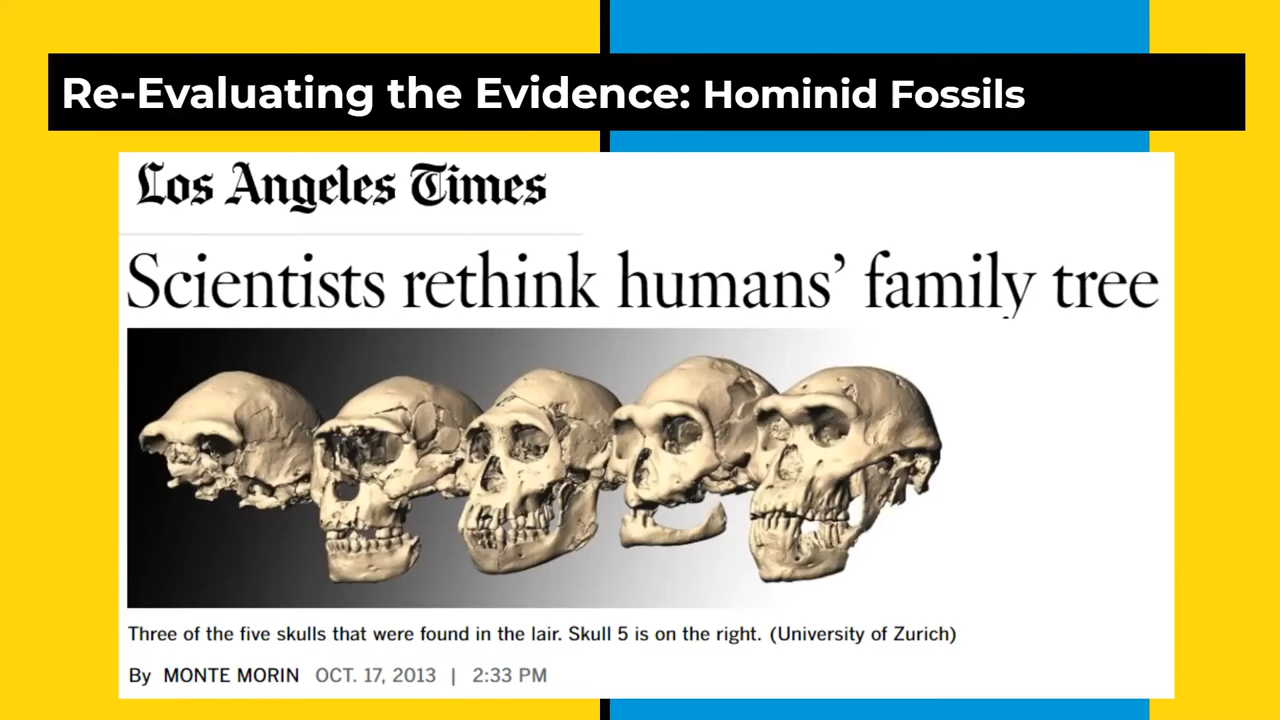 Re-Evaluating the Evidence: Hominid Fossils
Los Angeles Times
Scientists rethink humans’ family tree
Three of the five skulls that were found in the lair. Skull 5 is on the right. (University of Zurich)
By MONTE MORIN OCT. 17, 2013 | 2:33 PM